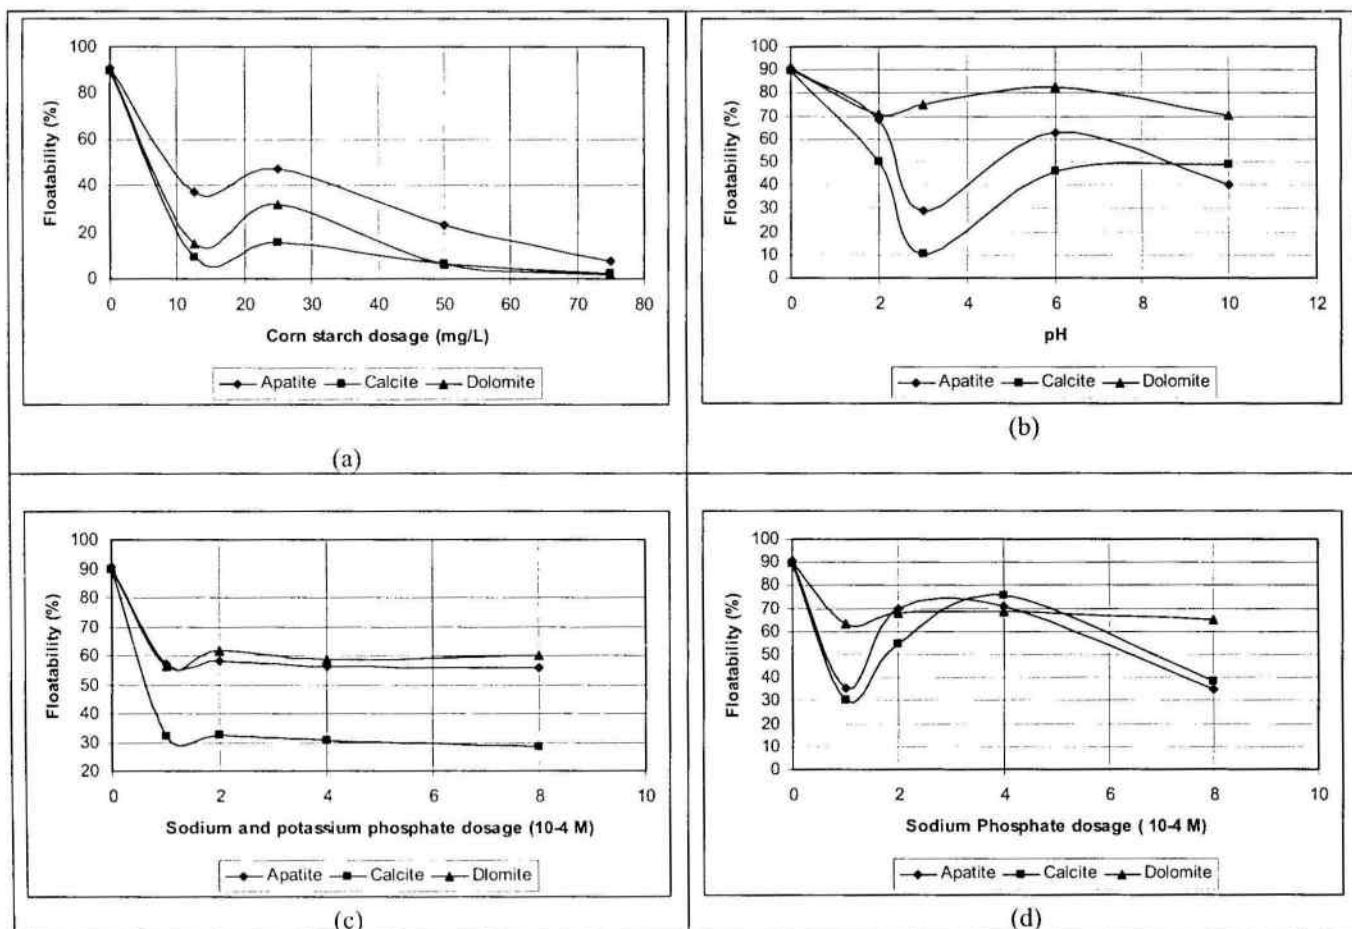 100
80
60
40
20
0
Floatability (%)
0 10 20 30 40 50 60 70 80
Corn starch dosage (mg/L)
Apatite Calcite Dolomite
(a)
100
90
80
70
60
50
40
30
20
10
0
Floatability (%)
0 2 4 6 8 10 12
pH
Apatite Calcite Dolomite
(b)
100
90
80
70
60
50
40
30
20
Floatability (%)
0 2 4 6 8 10
Sodium and potassium phosphate dosage (10-4 M)
Apatite Calcite Dlomite
(c)
100
90
80
70
60
50
40
30
20
10
0
Floatability (%)
0 2 4 6 8 10
Sodium Phosphate dosage ( 10-4 M)
Apatite Calcite Dolomite
(d)